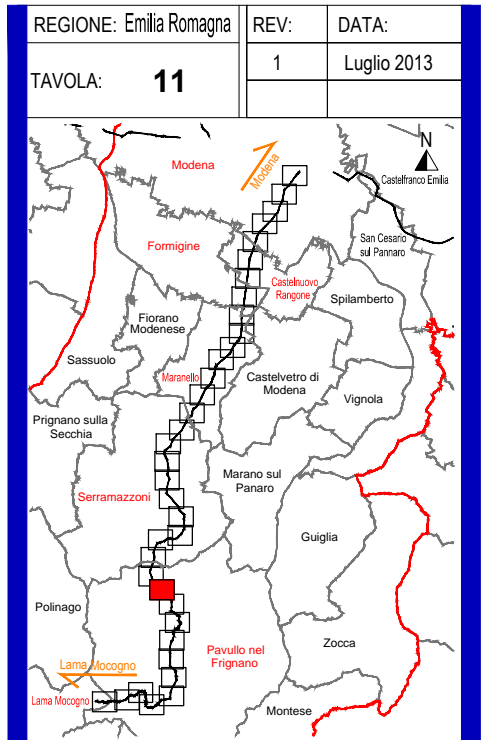 REGIONE: Emilia Romagna
REV:
DATA:
TAVOLA: 11
1
Luglio 2013
N
Modena
Modena
Castelfranco Emilia
San Cesario
sul Pannaro
Formigine
Castelnuovo
Rangone
Spilamberto
Fiorano
Modenese
Sassuolo
Maranello
Castelvetro di
Modena
Vignola
Prignano sulla
Secchia
Marano sul
Panaro
Serramazzoni
Guiglia
Polinago
Zocca
Pavullo nel
Frignano
Lama Mocogno
Lama Mocogno
Montese